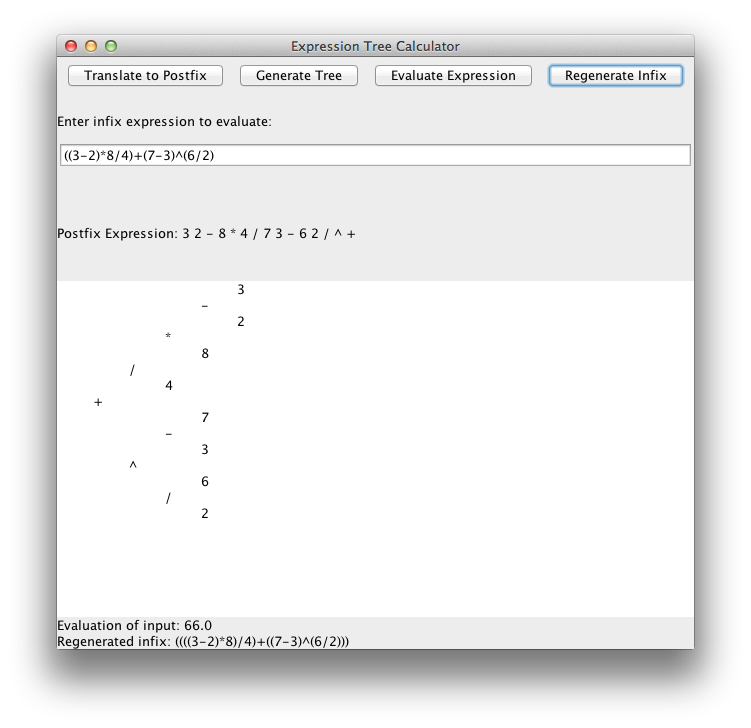 Expression Tree Calculator
Translate to Postfix Generate Tree Evaluate Expression Regenerate Infix
Enter infix expression to evaluate:
((3-2)*8/4)+(7-3)^(6/2)
Postfix Expression: 3 2 - 8 * 4 / 7 3 - 6 2 / ^ +
3
-
2
*
8
/
4
+
7
-
3
^
6
/
2
Evaluation of input: 66.0
Regenerated infix: ((((3-2)*8)/4)+((7-3)^(6/2)))